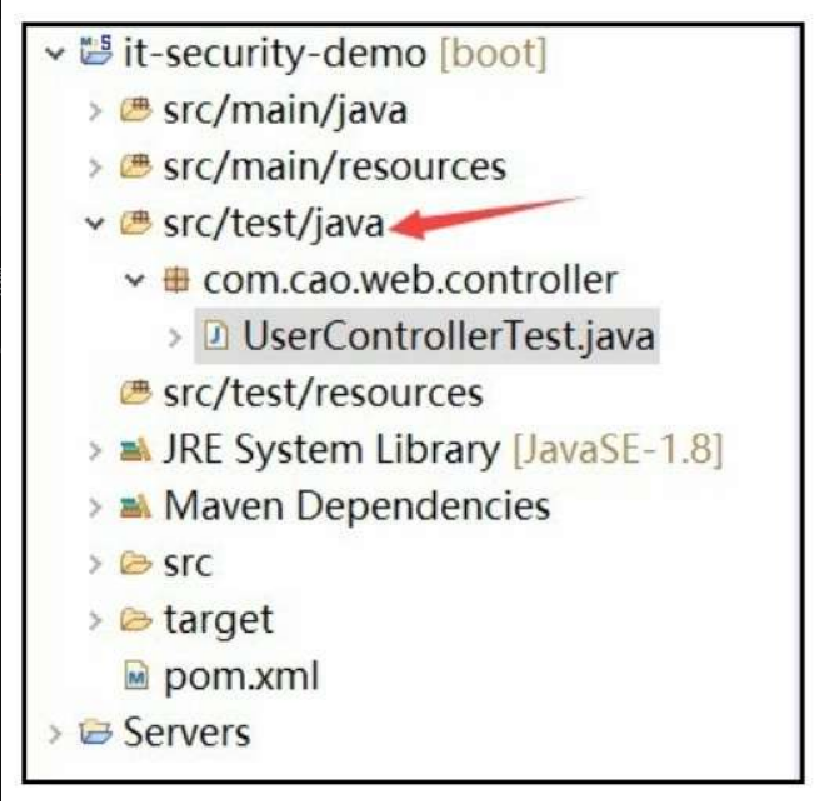 it-security-demo [boot]
src/main/java
src/main/resources
src/test/java
com.cao.web.controller
UserControllerTest.java
src/test/resources
JRE System Library [JavaSE-1.8]
Maven Dependencies
src
target
pom.xml
Servers